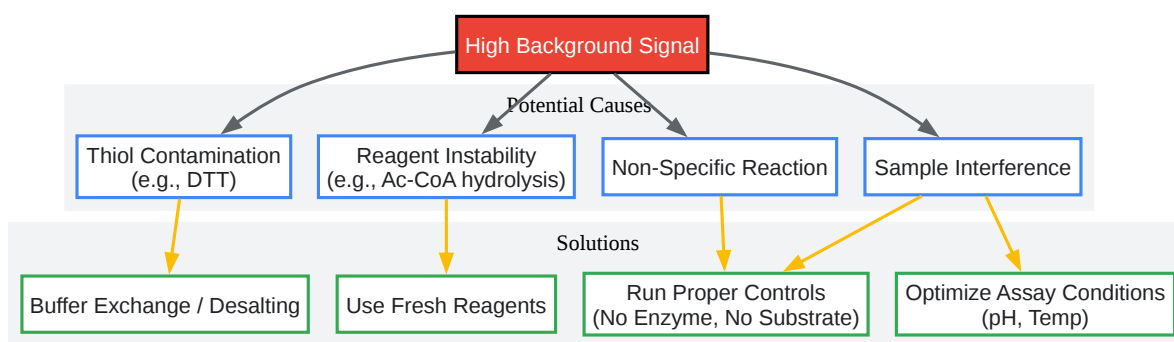 High Background Signal
Potential Causes
Thiol Contamination
(e.g., DTT)
Reagent Instability
(e.g., Ac-CoA hydrolysis)
Non-Specific Reaction
Sample Interference
Solutions
Buffer Exchange / Desalting
Use Fresh Reagents
Run Proper Controls
(No Enzyme, No Substrate)
Optimize Assay Conditions
(pH, Temp)